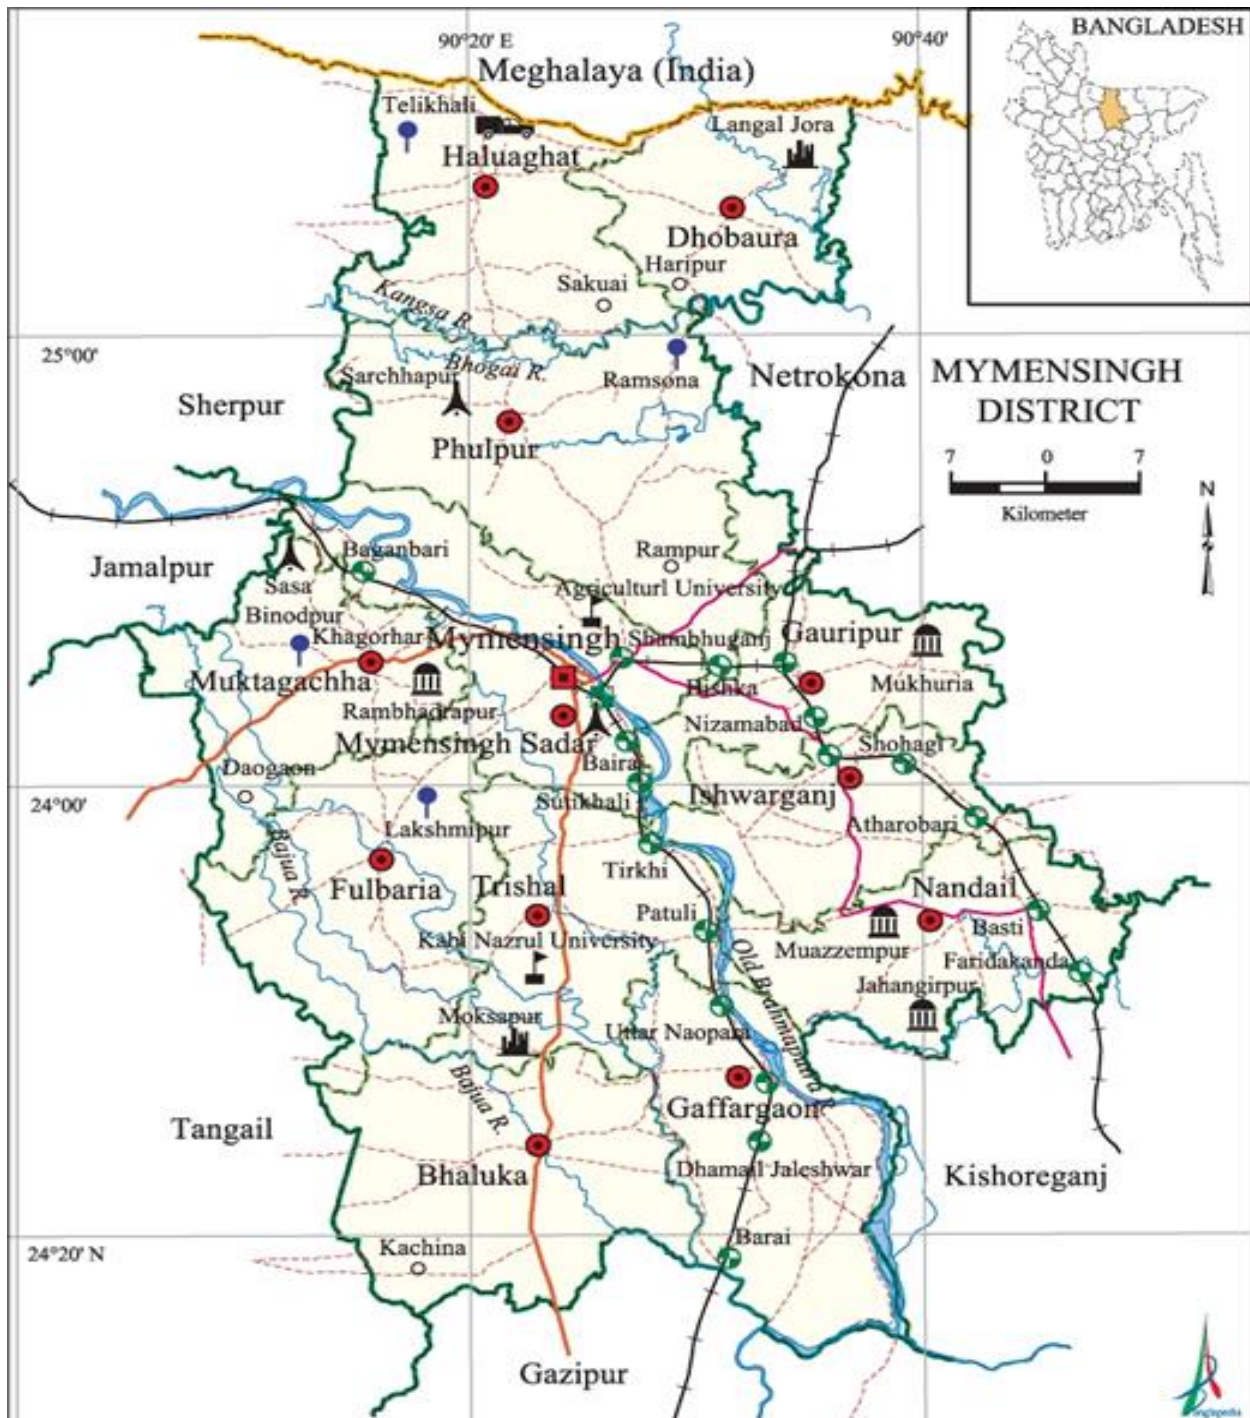 90°20' E
90°40'
BANGLADESH
Meghalaya (India)
Telikhali
Langal Jora
Haluaghat
Dhobaura
Haripur
Sakuai
Kangsa R.
25°00'
Bhogai R.
Sarchhapur
Ramsona
Netrokona
MYMENSINGH
DISTRICT
Sherpur
Phulpur
7 0 7
Kilometer
N
Jamalpur
Baganbari
Rampur
Sasa
Agriculturl University
Binodpur
Khagorhar
Mymensingh
Shambhuganj
Gauripur
Muktagachha
Bishka
Mukhuria
Rambhadrapur
Nizamabad
Mymensingh Sadar
Shohagi
Baira
Daogaon
Sutikhali
Ishwarganj
24°00'
Lakshmipur
Atharobari
Bajua R.
Tirkhi
Fulbaria
Trishal
Nandail
Patuli
Basti
Kabi Nazrul University
Muazzempur
Faridakanda
Old Brahmaputra R.
Jahangirpur
Moksapur
Uttar Naopara
Bajua R.
Gaffargaon
Tangail
Bhaluka
Dhamail Jaleshwar
Kishoreganj
Barai
Kachina
24°20' N
Gazipur
Banglapedia